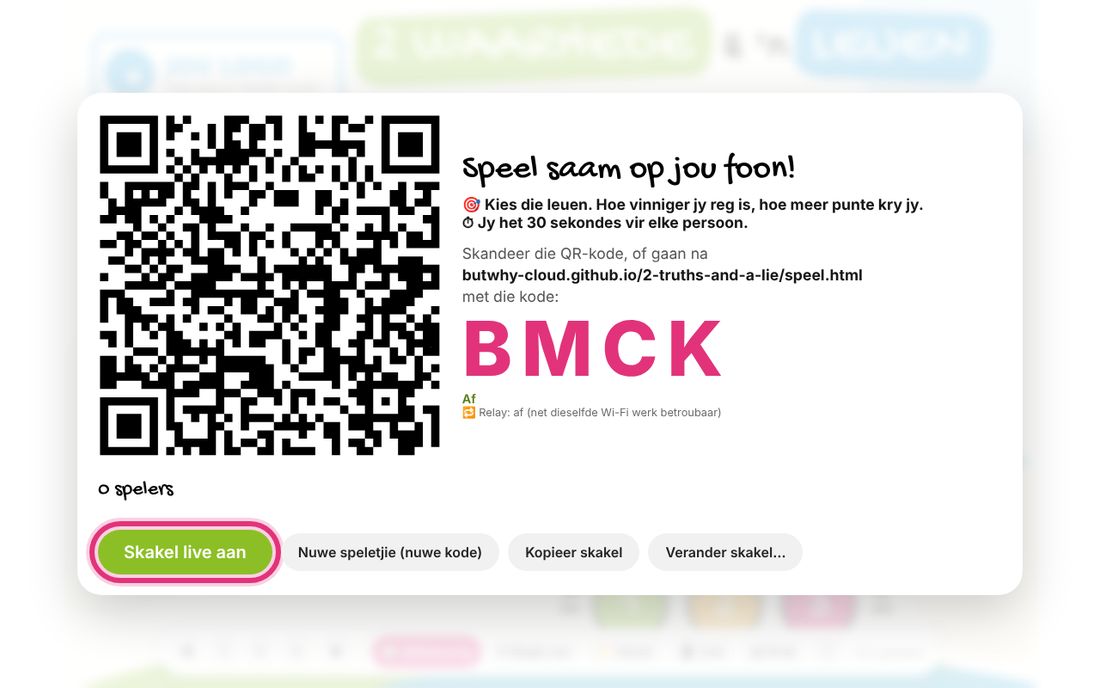 2 WAARHEDE & 'n LEUEN
Speel saam op jou foon!
🎯 Kies die leuen. Hoe vinniger jy reg is, hoe meer punte kry jy.
⏱ Jy het 30 sekondes vir elke persoon.
Skandeer die QR-kode, of gaan na
butwhy-cloud.github.io/2-truths-and-a-lie/speel.html
met die kode:
BMCK
Af
🔁 Relay: af (net dieselfde Wi-Fi werk betroubaar)
0 spelers
Skakel live aan
Nuwe speletjie (nuwe kode)
Kopieer skakel
Verander skakel...